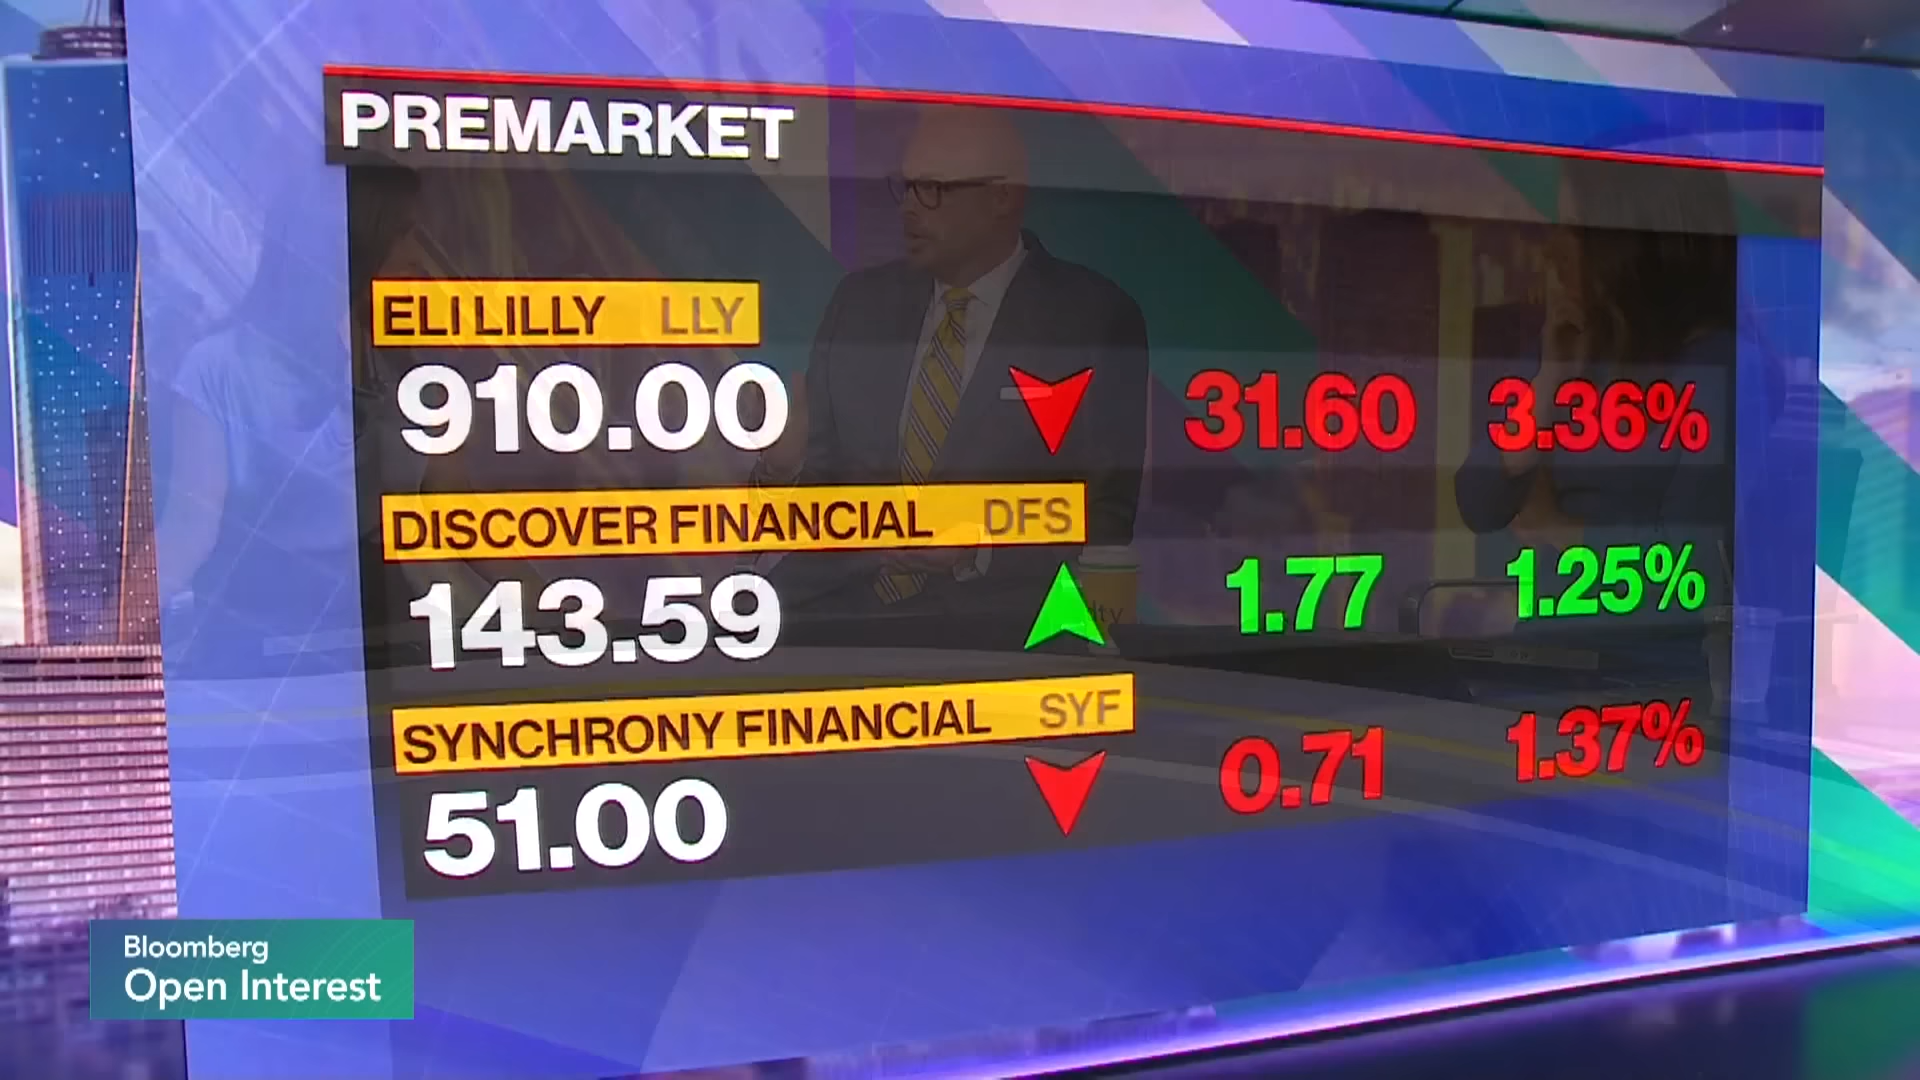 PREMARKET
ELI LILLY LLY
910.00 31.60 3.36%
DISCOVER FINANCIAL DFS
143.59 1.77 1.25%
SYNCHRONY FINANCIAL SYF
51.00 0.71 1.37%
Bloomberg
Open Interest